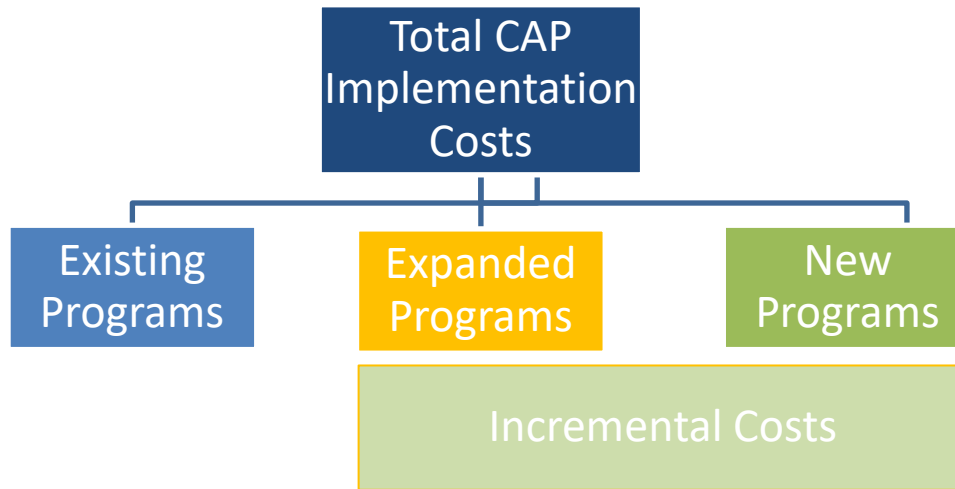 Total CAP
Implementation
Costs
Existing
Programs
Expanded
Programs
New
Programs
Incremental Costs